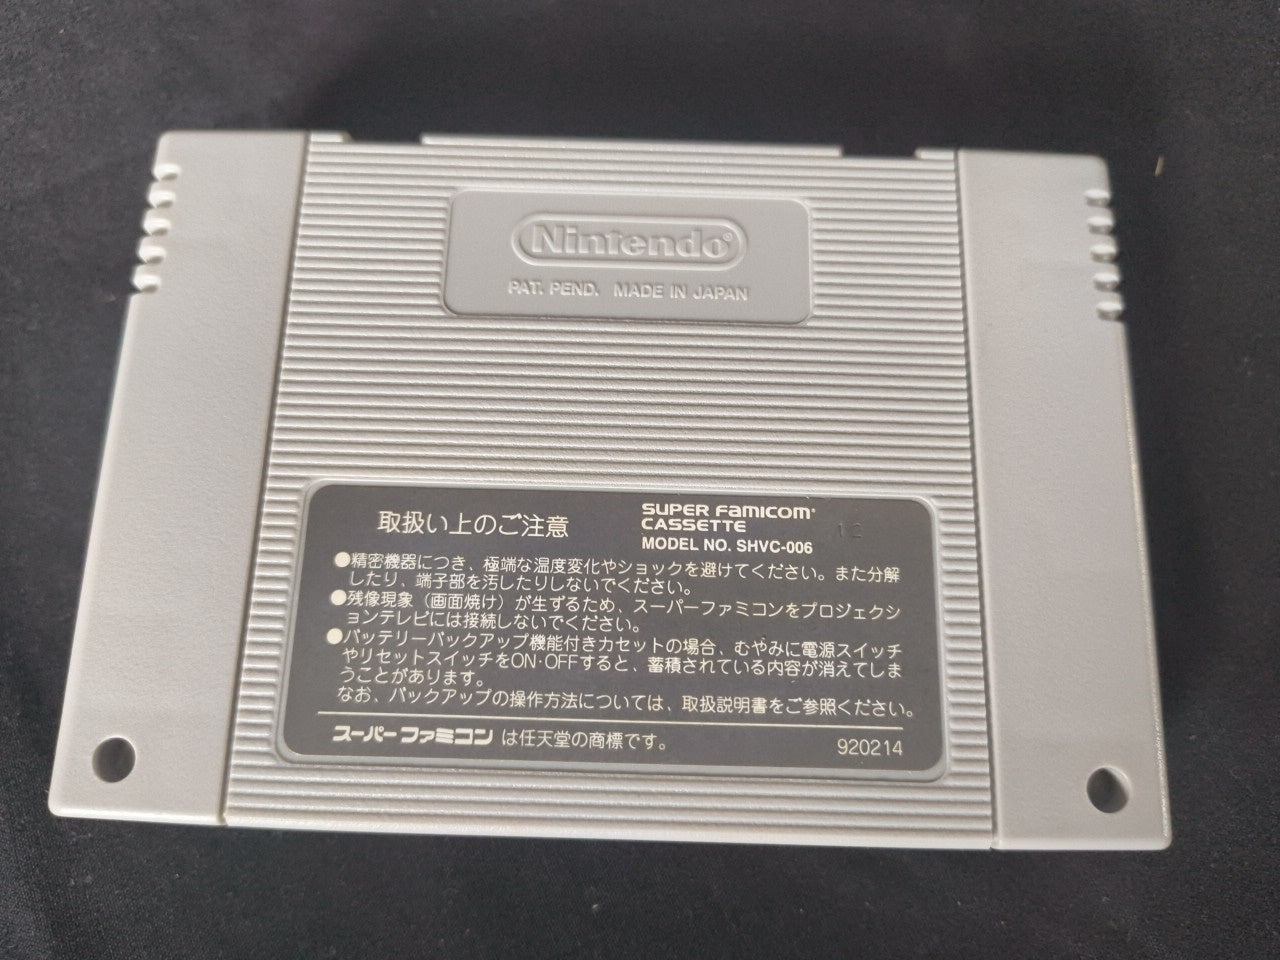 Nintendo®
PAT. PEND. MADE IN JAPAN
取扱い上のご注意
SUPER FAMICOM®
CASSETTE
MODEL NO. SHVC-006
12
●精密機器につき、極端な温度変化やショックを避けてください。また分解
したり、端子部を汚したりしないでください。
●残像現象（画面焼け）が生ずるため、スーパーファミコンをプロジェクシ
ョンテレビには接続しないでください。
●バッテリーバックアップ機能付きカセットの場合、むやみに電源スイッチ
やリセットスイッチをON・OFFすると、蓄積されている内容が消えてしま
うことがあります。
なお、バックアップの操作方法については、取扱説明書をご参照ください。
スーパーファミコン は任天堂の商標です。
920214